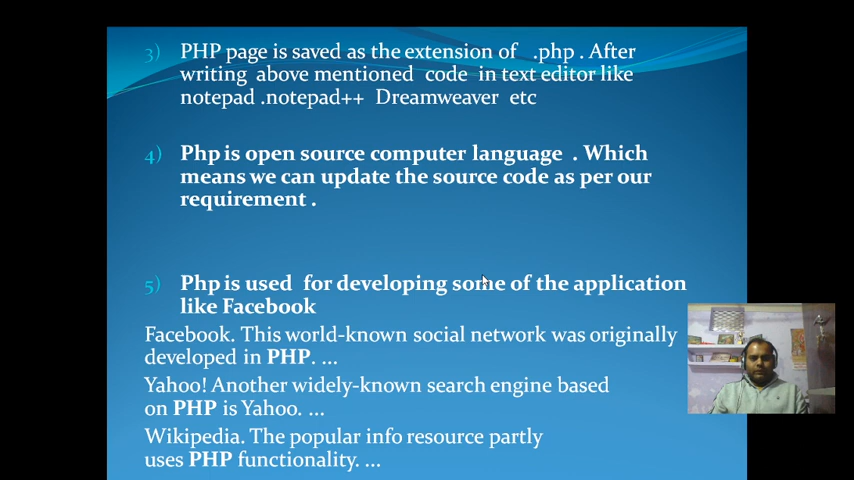 3) PHP page is saved as the extension of .php . After
writing above mentioned code in text editor like
notepad .notepad++ Dreamweaver etc
4) Php is open source computer language . Which
means we can update the source code as per our
requirement .
5) Php is used for developing some of the application
like Facebook
Facebook. This world-known social network was originally
developed in PHP. ...
Yahoo! Another widely-known search engine based
on PHP is Yahoo. ...
Wikipedia. The popular info resource partly
uses PHP functionality. ...